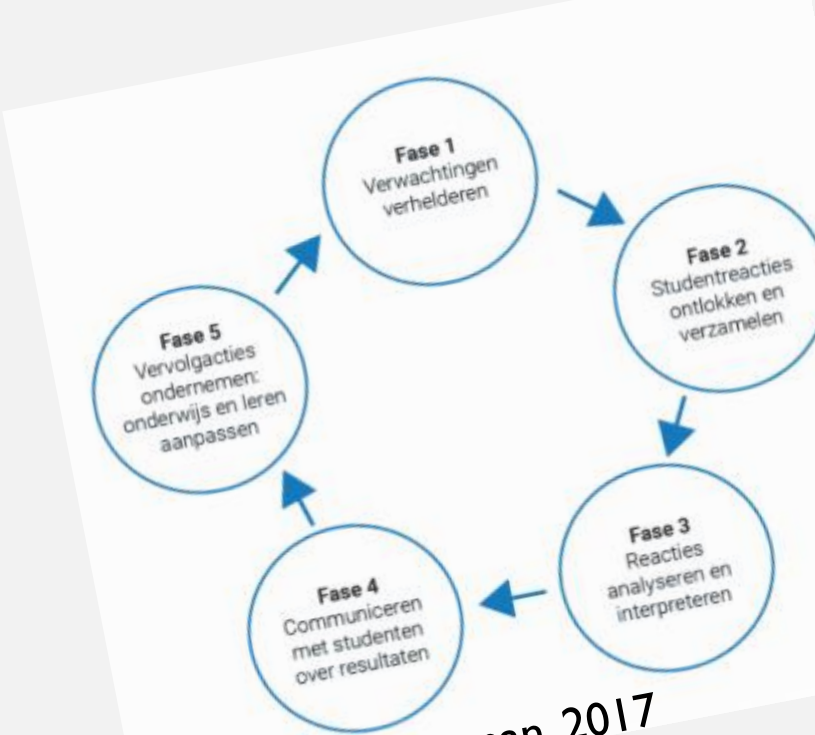 Fase 1
Verwachtingen
verhelderen
Fase 2
Studentreacties
ontlokken en
verzamelen
Fase 3
Reacties
analyseren en
interpreteren
Fase 4
Communiceren
met studenten
over resultaten
Fase 5
Vervolgacties
ondernemen:
onderwijs en leren
aanpassen
2017